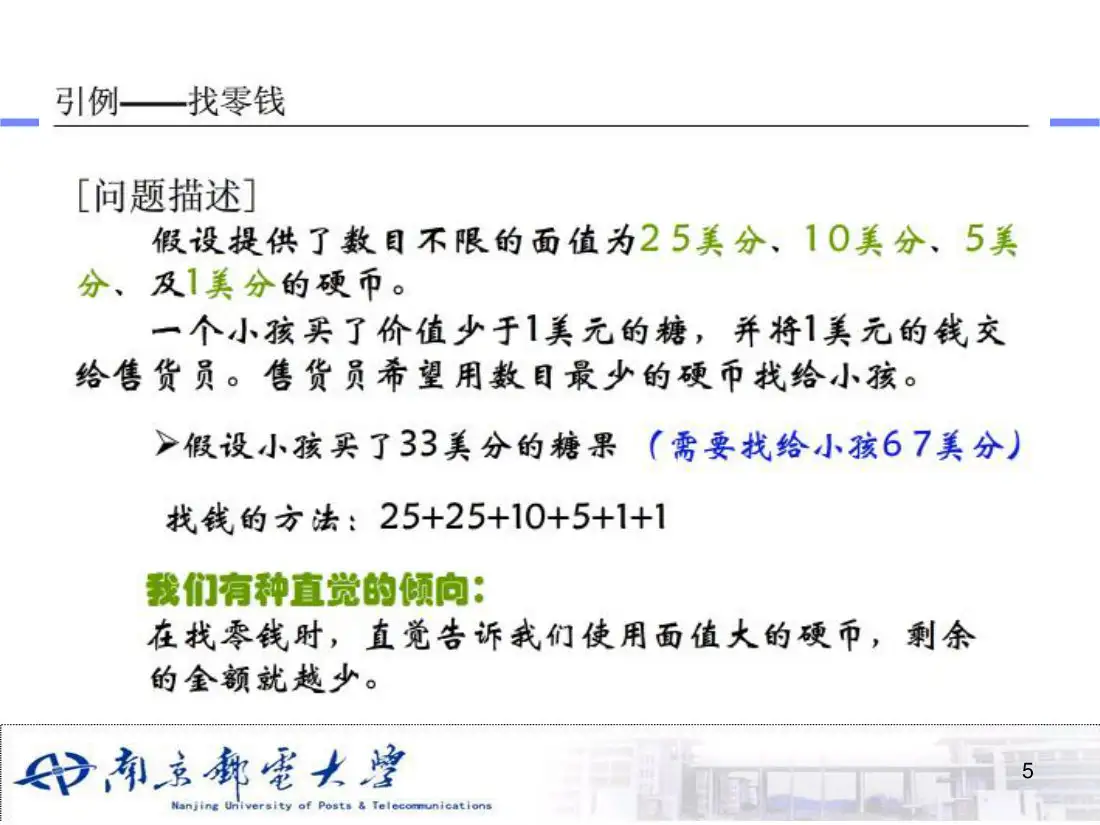 引例——找零钱
[问题描述]
假设提供了数目不限的面值为25美分、10美分、5美
分、及1美分的硬币。
一个小孩买了价值少于1美元的糖，并将1美元的钱交
给售货员。售货员希望用数目最少的硬币找给小孩。
➢假设小孩买了33美分的糖果（需要找给小孩67美分）
找钱的方法：25+25+10+5+1+1
我们有种直觉的倾向：
在找零钱时，直觉告诉我们使用面值大的硬币，剩余
的金额就越少。
南京郵電大學
Nanjing University of Posts & Telecommunications
5